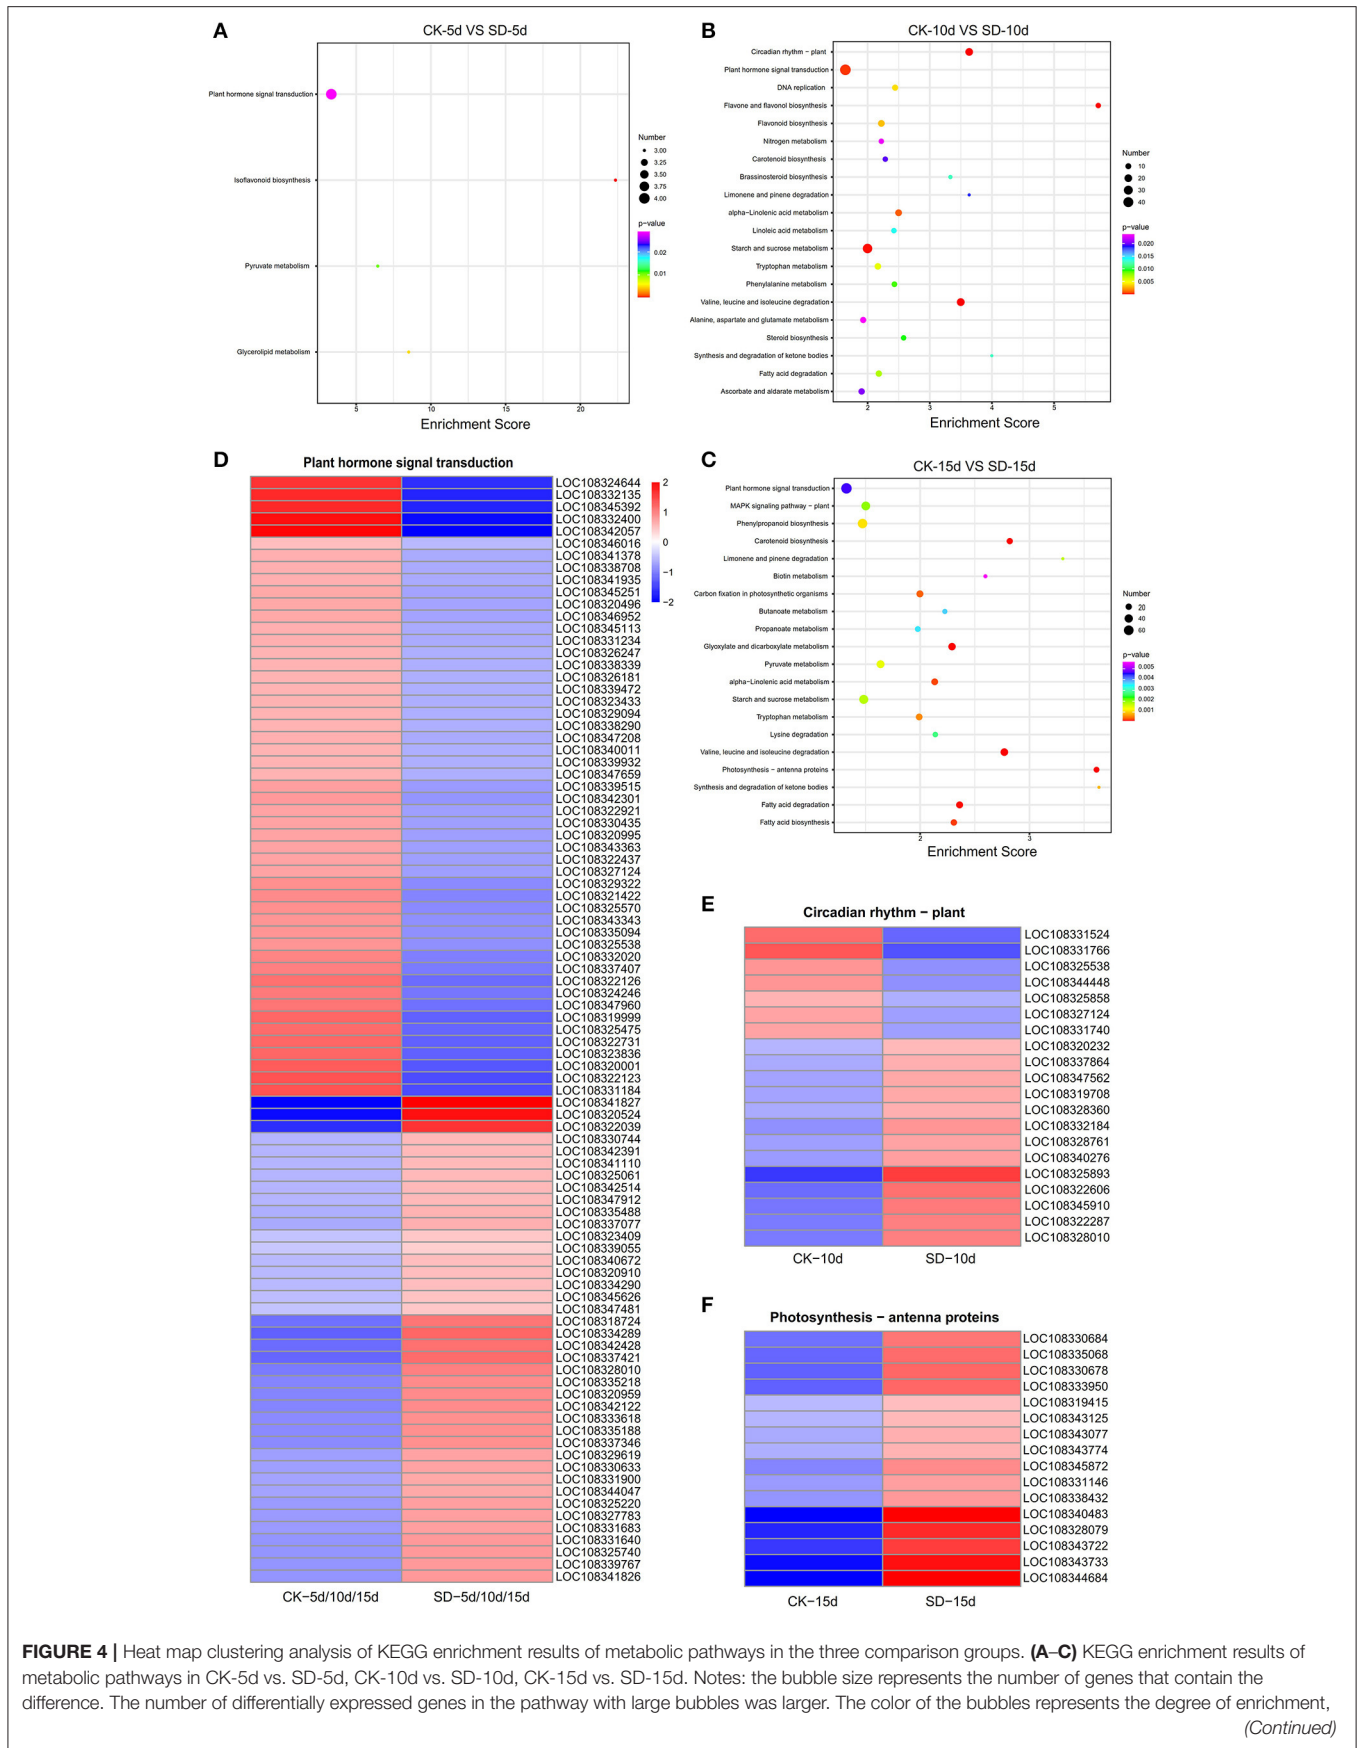 A
CK-5d VS SD-5d
Plant hormone signal transduction
Isoflavonoid biosynthesis
Pyruvate metabolism
Glycerolipid metabolism
5 10 15 20
Enrichment Score
Number
3.00
3.25
3.50
3.75
4.00
p-value
0.02
0.01
B
CK-10d VS SD-10d
Circadian rhythm − plant
Plant hormone signal transduction
DNA replication
Flavone and flavonol biosynthesis
Flavonoid biosynthesis
Nitrogen metabolism
Carotenoid biosynthesis
Brassinosteroid biosynthesis
Limonene and pinene degradation
alpha−Linolenic acid metabolism
Linoleic acid metabolism
Starch and sucrose metabolism
Tryptophan metabolism
Phenylalanine metabolism
Valine, leucine and isoleucine degradation
Alanine, aspartate and glutamate metabolism
Steroid biosynthesis
Synthesis and degradation of ketone bodies
Fatty acid degradation
Ascorbate and aldarate metabolism
2 3 4 5
Enrichment Score
Number
10
20
30
40
p−value
0.020
0.015
0.010
0.005
C
CK-15d VS SD-15d
Plant hormone signal transduction
MAPK signaling pathway − plant
Phenylpropanoid biosynthesis
Carotenoid biosynthesis
Limonene and pinene degradation
Biotin metabolism
Carbon fixation in photosynthetic organisms
Butanoate metabolism
Propanoate metabolism
Glyoxylate and dicarboxylate metabolism
Pyruvate metabolism
alpha−Linolenic acid metabolism
Starch and sucrose metabolism
Tryptophan metabolism
Lysine degradation
Valine, leucine and isoleucine degradation
Photosynthesis − antenna proteins
Synthesis and degradation of ketone bodies
Fatty acid degradation
Fatty acid biosynthesis
2 3
Enrichment Score
Number
20
40
60
p−value
0.005
0.004
0.003
0.002
0.001
D
Plant hormone signal transduction
LOC108324644
LOC108332135
LOC108345392
LOC108332400
LOC108342057
LOC108346016
LOC108341378
LOC108338708
LOC108341935
LOC108345251
LOC108320496
LOC108346952
LOC108345113
LOC108331234
LOC108326247
LOC108338339
LOC108326181
LOC108339472
LOC108323433
LOC108329094
LOC108338290
LOC108347208
LOC108340011
LOC108339932
LOC108347659
LOC108339515
LOC108342301
LOC108322921
LOC108330435
LOC108320995
LOC108343363
LOC108322437
LOC108327124
LOC108329322
LOC108321422
LOC108325570
LOC108343343
LOC108335094
LOC108325538
LOC108332020
LOC108337407
LOC108322126
LOC108324246
LOC108347960
LOC108319999
LOC108325475
LOC108322731
LOC108323836
LOC108320001
LOC108322123
LOC108331184
LOC108341827
LOC108320524
LOC108322039
LOC108330744
LOC108342391
LOC108341110
LOC108325061
LOC108342514
LOC108347912
LOC108335488
LOC108337077
LOC108323409
LOC108339055
LOC108340672
LOC108320910
LOC108334290
LOC108345626
LOC108347481
LOC108318724
LOC108334289
LOC108342428
LOC108337421
LOC108328010
LOC108335218
LOC108320959
LOC108342122
LOC108333618
LOC108335188
LOC108337346
LOC108329619
LOC108330633
LOC108331900
LOC108344047
LOC108325220
LOC108327783
LOC108331683
LOC108331640
LOC108325740
LOC108339767
LOC108341826
CK−5d/10d/15d SD−5d/10d/15d
2
1
0
−1
−2
E
Circadian rhythm − plant
LOC108331524
LOC108331766
LOC108325538
LOC108344448
LOC108325858
LOC108327124
LOC108331740
LOC108320232
LOC108337864
LOC108347562
LOC108319708
LOC108328360
LOC108332184
LOC108328761
LOC108340276
LOC108325893
LOC108322606
LOC108345910
LOC108322287
LOC108328010
CK−10d SD−10d
F
Photosynthesis − antenna proteins
LOC108330684
LOC108335068
LOC108330678
LOC108333950
LOC108319415
LOC108343125
LOC108343077
LOC108343774
LOC108345872
LOC108331146
LOC108338432
LOC108340483
LOC108328079
LOC108343722
LOC108343733
LOC108344684
CK−15d SD−15d
FIGURE 4 | Heat map clustering analysis of KEGG enrichment results of metabolic pathways in the three comparison groups. (A–C) KEGG enrichment results of
metabolic pathways in CK-5d vs. SD-5d, CK-10d vs. SD-10d, CK-15d vs. SD-15d. Notes: the bubble size represents the number of genes that contain the
difference. The number of differentially expressed genes in the pathway with large bubbles was larger. The color of the bubbles represents the degree of enrichment,
(Continued)